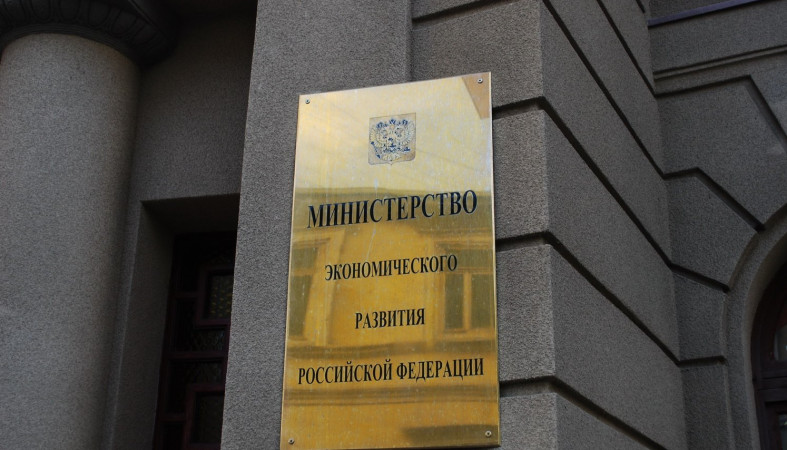 МИНИСТЕРСТВО
ЭКОНОМИЧЕСКОГО
РАЗВИТИЯ
РОССИЙСКОЙ ФЕДЕРАЦИИ